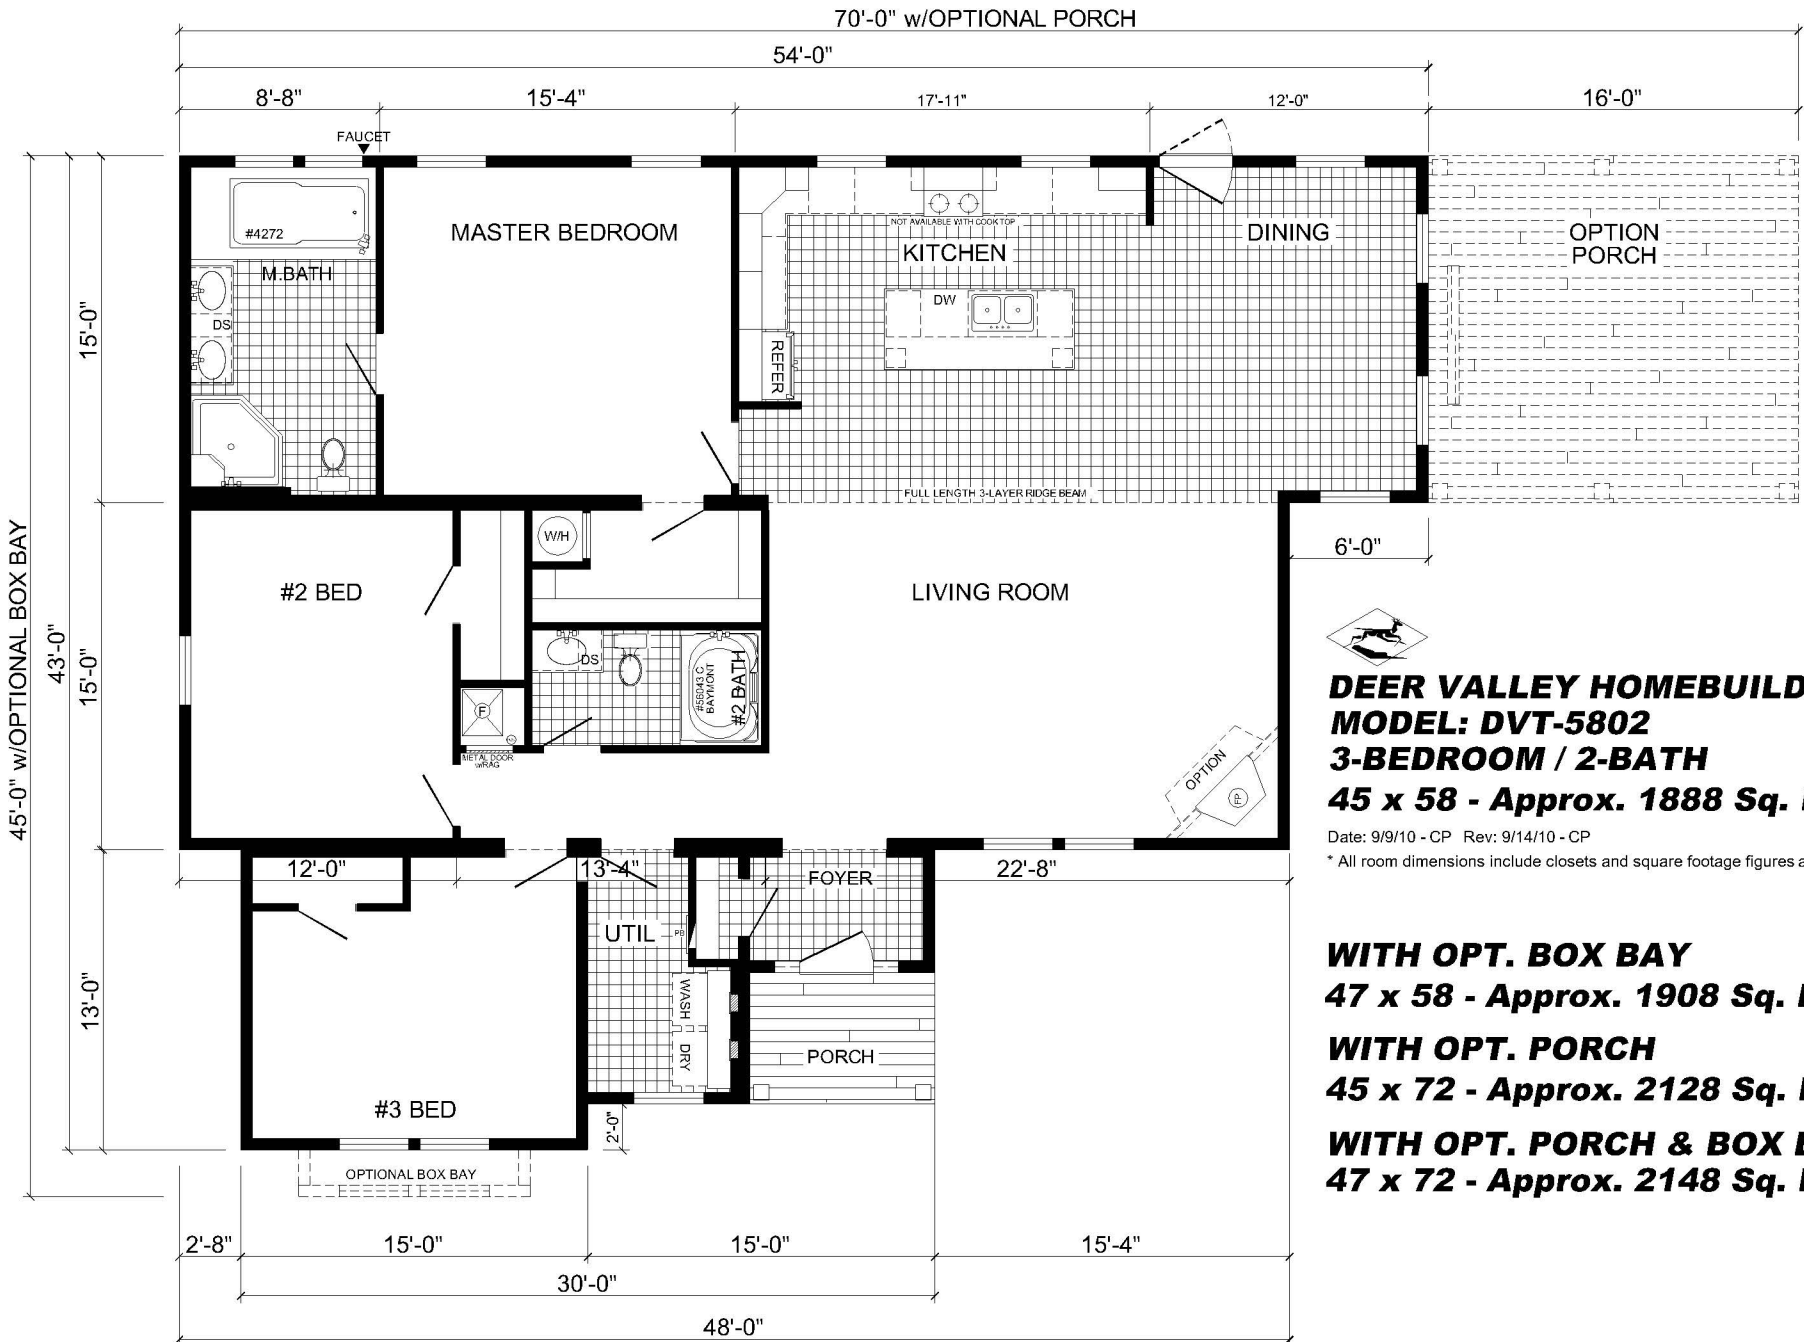 70'-0" w/OPTIONAL PORCH
54'-0"
8'-8"
15'-4"
17'-11"
12'-0"
16'-0"
FAUCET
#4272
M.BATH
DS
MASTER BEDROOM
NOT AVAILABLE WITH COOK TOP
KITCHEN
DW
REFER
DINING
OPTION
PORCH
15'-0"
FULL LENGTH 3-LAYER RIDGE BEAM
6'-0"
45'-0" w/OPTIONAL BOX BAY
43'-0"
15'-0"
#2 BED
W/H
LIVING ROOM
DS
#56043 C
BAYMONT
#2 BATH
F
METAL DOOR
w/RAG
OPTION
FP
DEER VALLEY HOMEBUILD
MODEL: DVT-5802
3-BEDROOM / 2-BATH
45 x 58 - Approx. 1888 Sq.
Date: 9/9/10 - CP Rev: 9/14/10 - CP
* All room dimensions include closets and square footage figures a
12'-0"
13'-4"
FOYER
22'-8"
UTIL
PB
WASH
DRY
PORCH
13'-0"
#3 BED
2'-0"
OPTIONAL BOX BAY
WITH OPT. BOX BAY
47 x 58 - Approx. 1908 Sq.
WITH OPT. PORCH
45 x 72 - Approx. 2128 Sq.
WITH OPT. PORCH & BOX
47 x 72 - Approx. 2148 Sq.
2'-8"
15'-0"
15'-0"
15'-4"
30'-0"
48'-0"